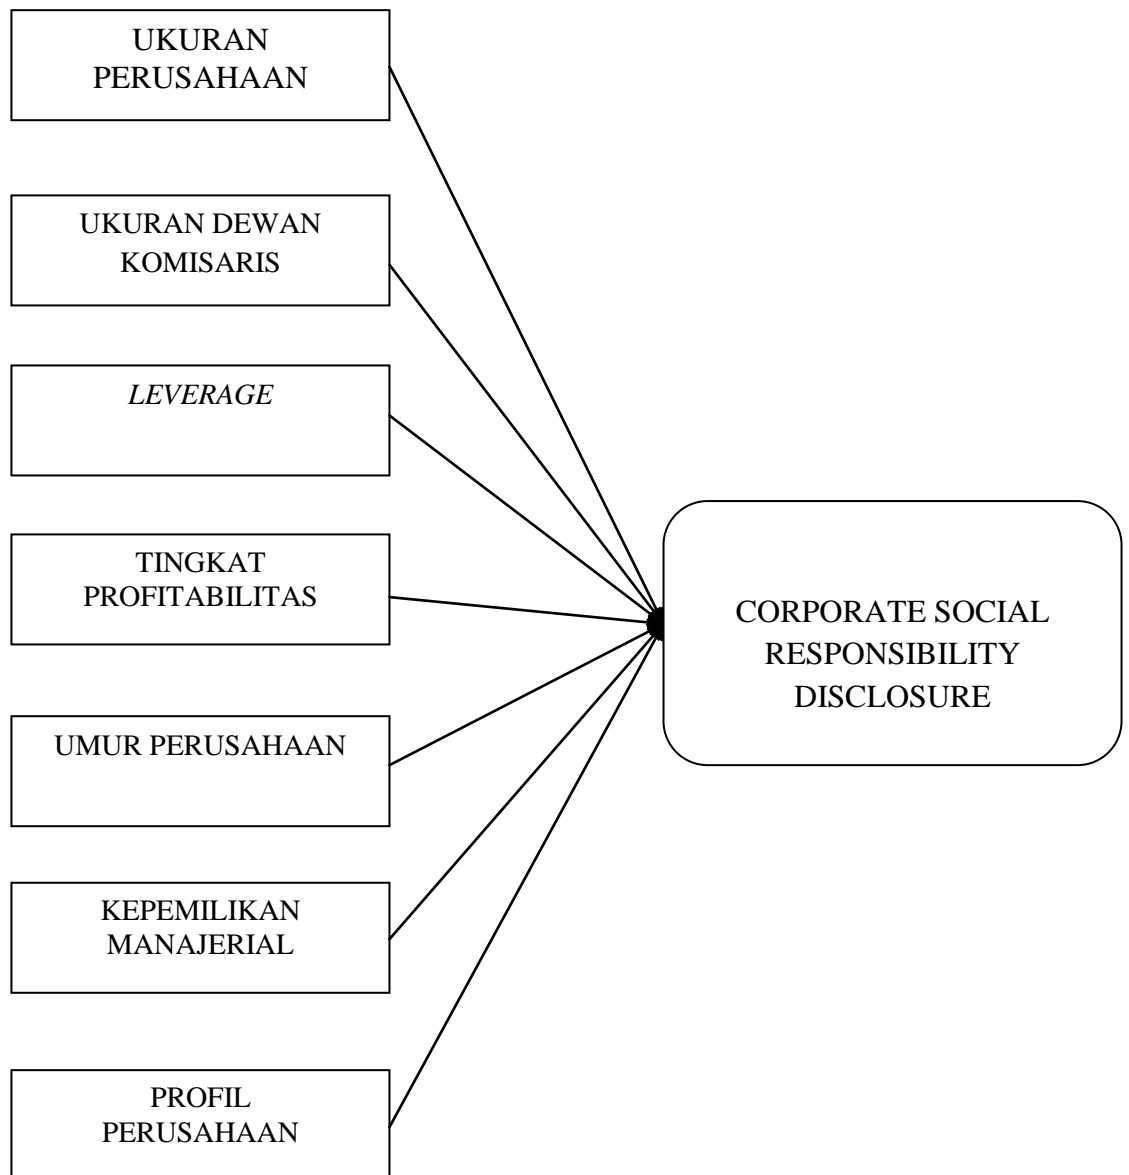 UKURAN
PERUSAHAAN
UKURAN DEWAN
KOMISARIS
LEVERAGE
TINGKAT
PROFITABILITAS
UMUR PERUSAHAAN
KEPEMILIKAN
MANAJERIAL
PROFIL
PERUSAHAAN
CORPORATE SOCIAL
RESPONSIBILITY
DISCLOSURE